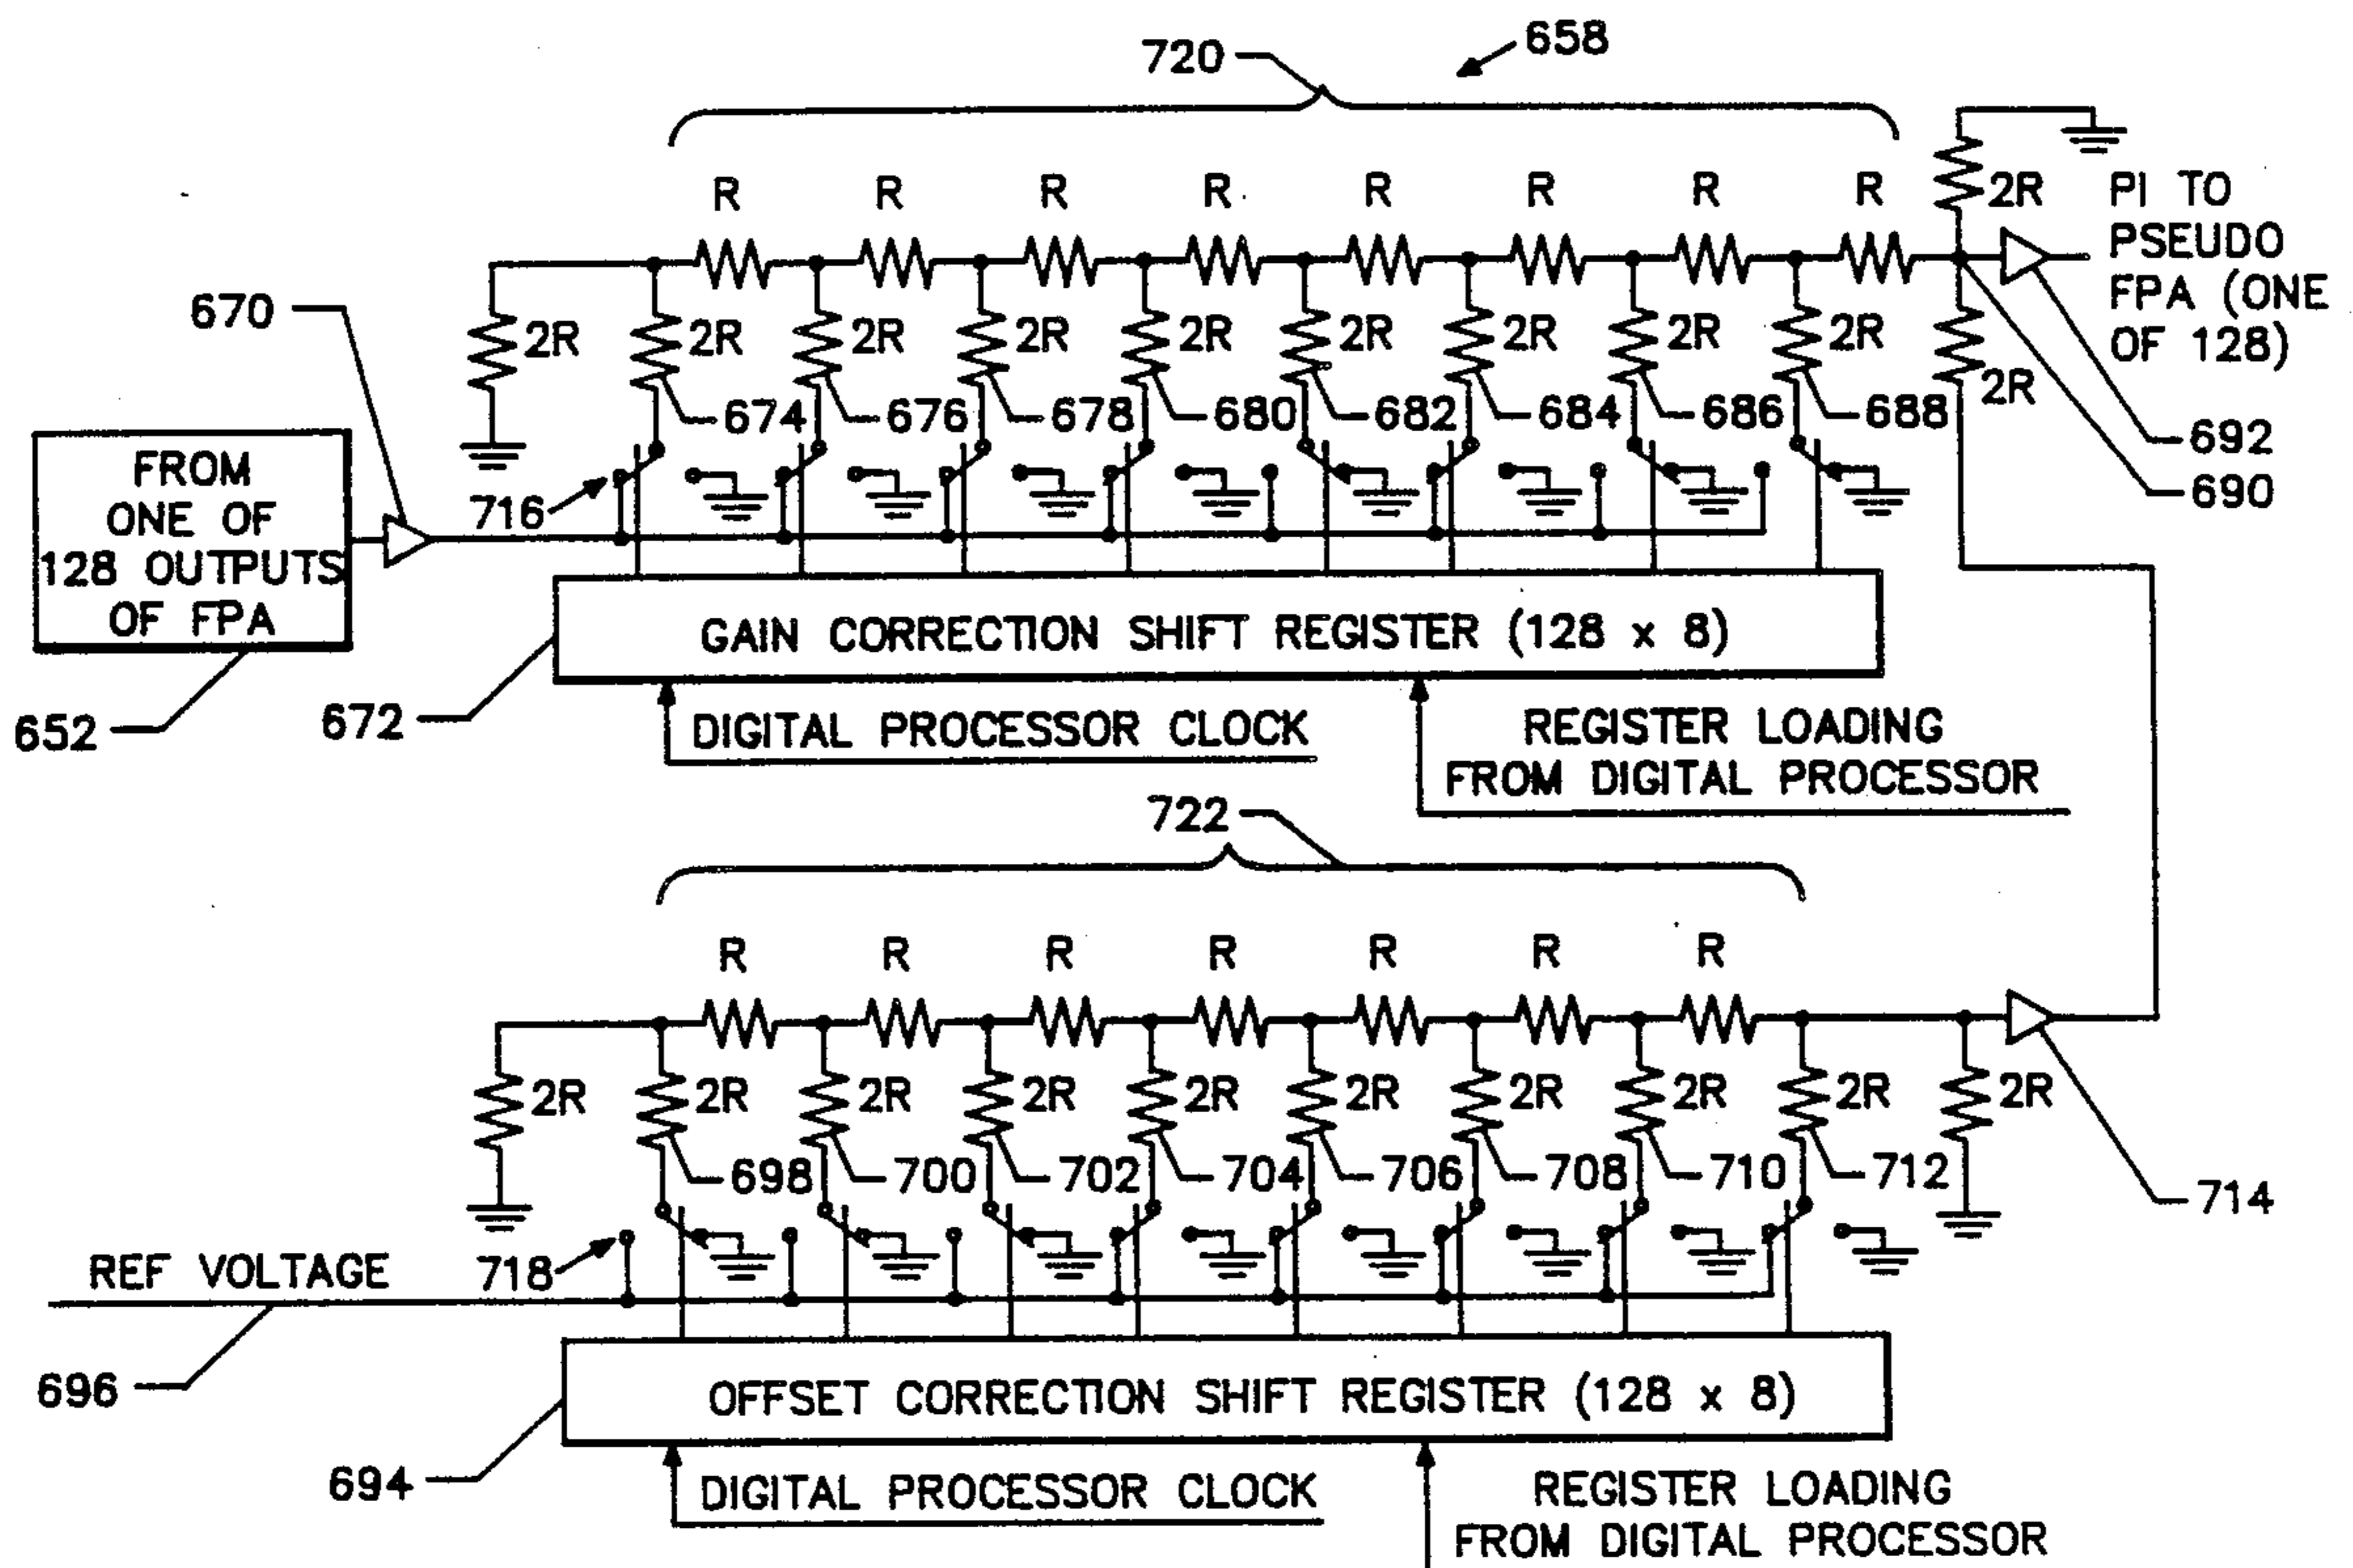 720
658
R R R R R R R R
2R
PI TO
PSEUDO
FPA (ONE
OF 128)
670
2R 2R 2R 2R 2R 2R 2R 2R 2R
2R
674 676 678 680 682 684 686 688
692
690
FROM
ONE OF
128 OUTPUTS
OF FPA
716
GAIN CORRECTION SHIFT REGISTER (128 x 8)
652
672
DIGITAL PROCESSOR CLOCK
REGISTER LOADING
FROM DIGITAL PROCESSOR
722
R R R R R R R
2R 2R 2R 2R 2R 2R 2R 2R 2R 2R
698 700 702 704 706 708 710 712
714
718
REF VOLTAGE
696
OFFSET CORRECTION SHIFT REGISTER (128 x 8)
694
DIGITAL PROCESSOR CLOCK
REGISTER LOADING
FROM DIGITAL PROCESSOR